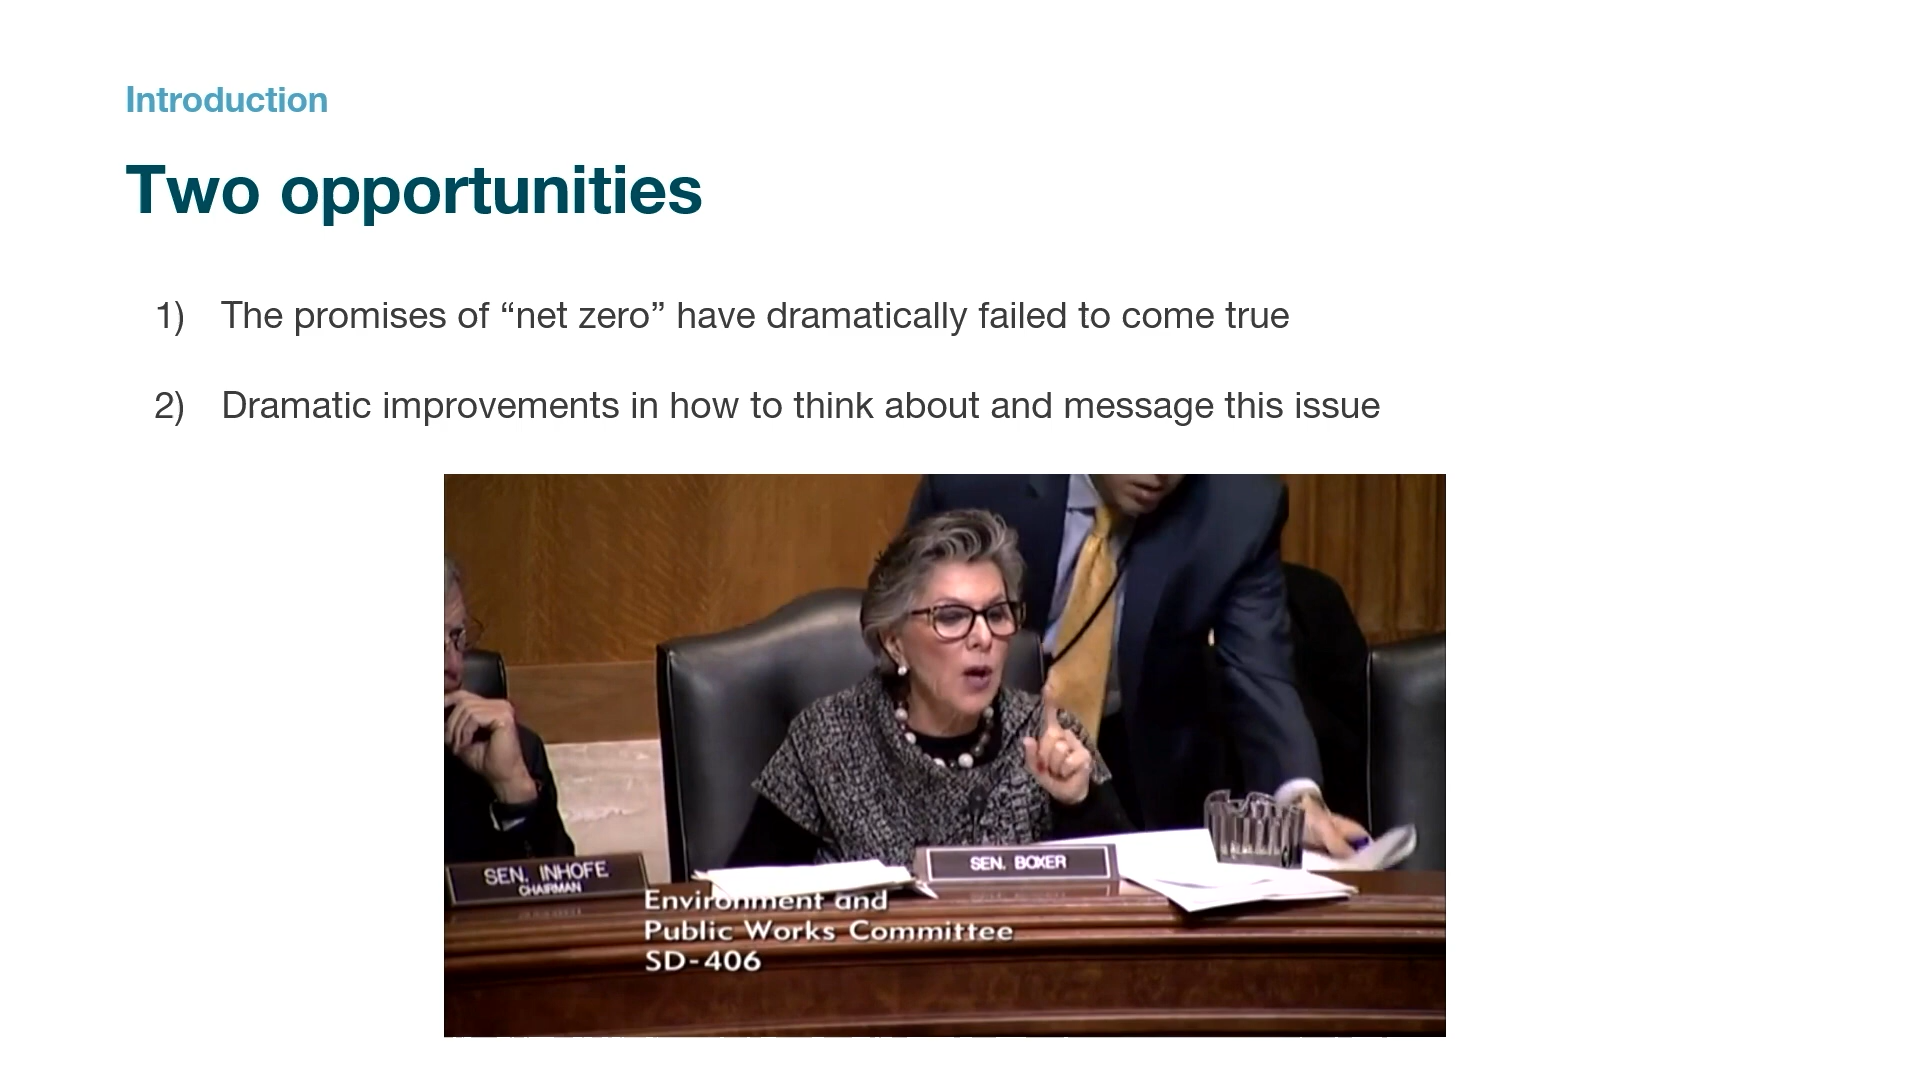 Introduction
Two opportunities
1) The promises of “net zero” have dramatically failed to come true
2) Dramatic improvements in how to think about and message this issue
SEN. INHOFE
CHAIRMAN
SEN. BOXER
Environment and
Public Works Committee
SD-406